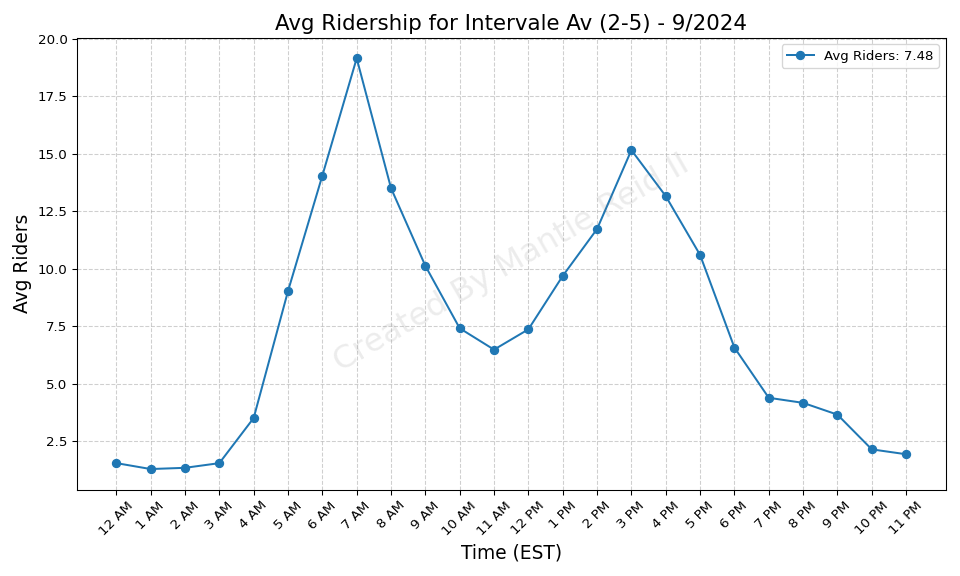 Avg Ridership for Intervale Av (2-5) - 9/2024
Avg Riders: 7.48
Avg Riders
20.0
17.5
15.0
12.5
10.0
7.5
5.0
2.5
Created By Mantie Reid II
12 AM
1 AM
2 AM
3 AM
4 AM
5 AM
6 AM
7 AM
8 AM
9 AM
10 AM
11 AM
12 PM
1 PM
2 PM
3 PM
4 PM
5 PM
6 PM
7 PM
8 PM
9 PM
10 PM
11 PM
Time (EST)